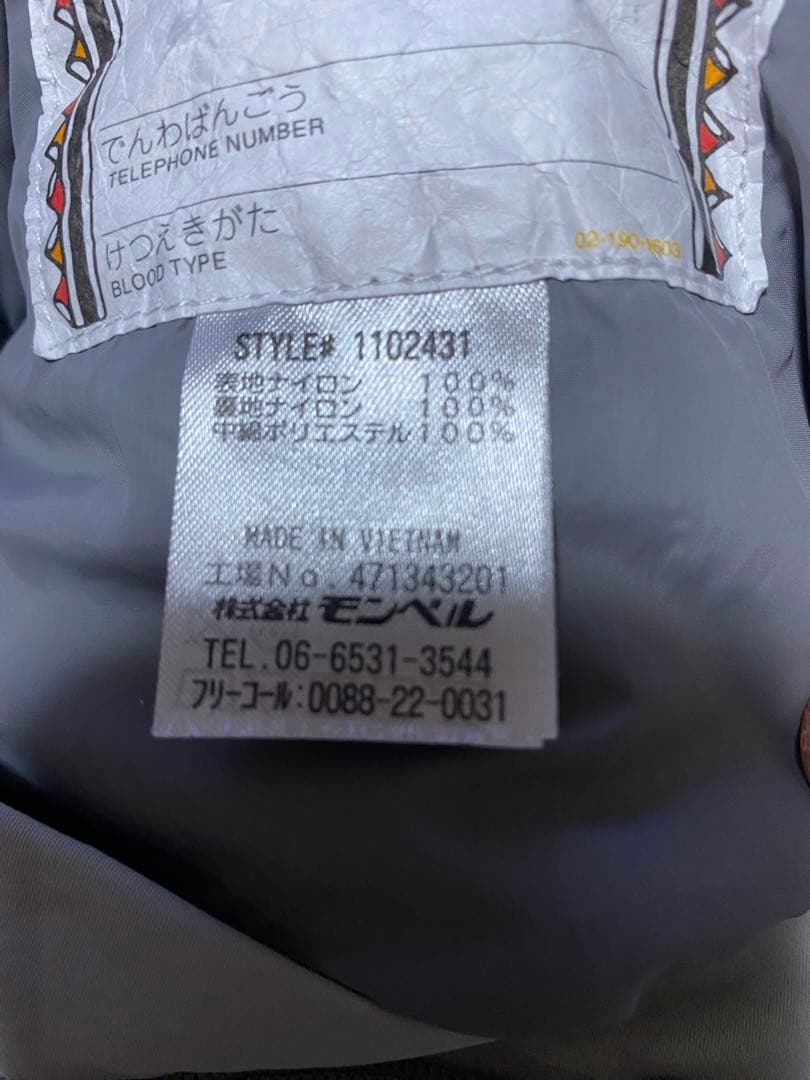 でんわばんごう
TELEPHONE NUMBER
けつえきがた
BLOOD TYPE
02-190-1603
STYLE# 1102431
表地ナイロン 100%
裏地ナイロン 100%
中綿ポリエステル100%
MADE IN VIETNAM
工場No. 471343201
株式会社 モンベル
TEL.06-6531-3544
フリーコール:0088-22-0031